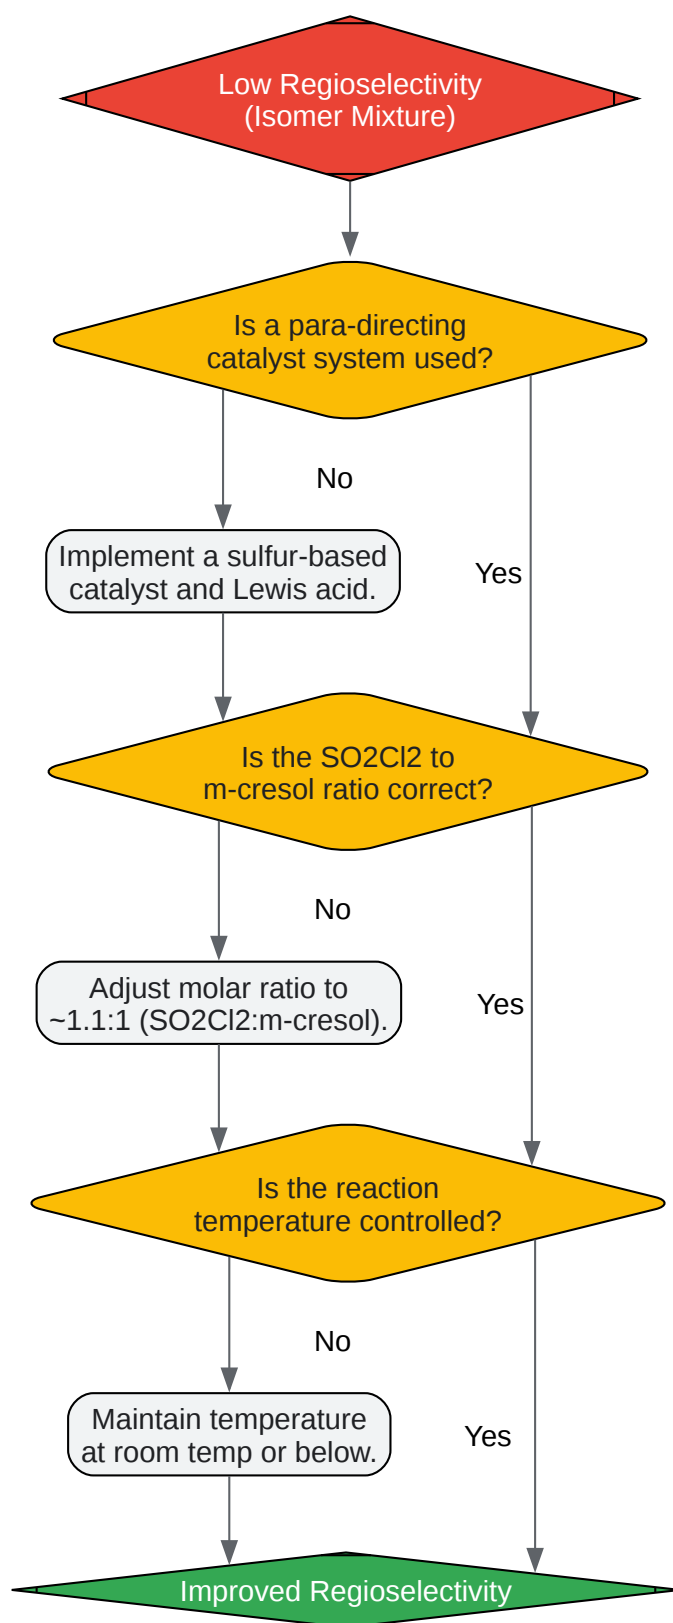 Low Regioselectivity
(Isomer Mixture)
Is a para-directing
catalyst system used?
No
Implement a sulfur-based
catalyst and Lewis acid.
Yes
Is the SO2Cl2 to
m-cresol ratio correct?
No
Adjust molar ratio to
~1.1:1 (SO2Cl2:m-cresol).
Yes
Is the reaction
temperature controlled?
No
Maintain temperature
at room temp or below.
Yes
Improved Regioselectivity